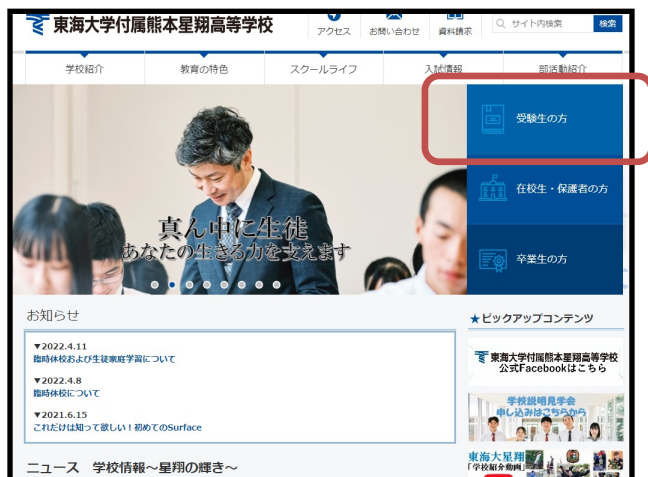 東海大学付属熊本星翔高等学校
アクセス
お問い合わせ
資料請求
サイト内検索
検索
学校紹介
教育の特色
スクールライフ
入試情報
部活動紹介
受験生の方
在校生・保護者の方
卒業生の方
真ん中に生徒
あなたの生きる力を支えます
お知らせ
▼2022.4.11
臨時休校および生徒家庭学習について
▼2022.4.8
臨時休校について
▼2021.6.15
これだけは知って欲しい!初めてのSurface
★ピックアップコンテンツ
東海大学付属熊本星翔高等学校
公式Facebookはこちら
学校説明見学会
申し込みはこちらから
東海大星翔
「学校紹介動画」
ニュース 学校情報~星翔の輝き~